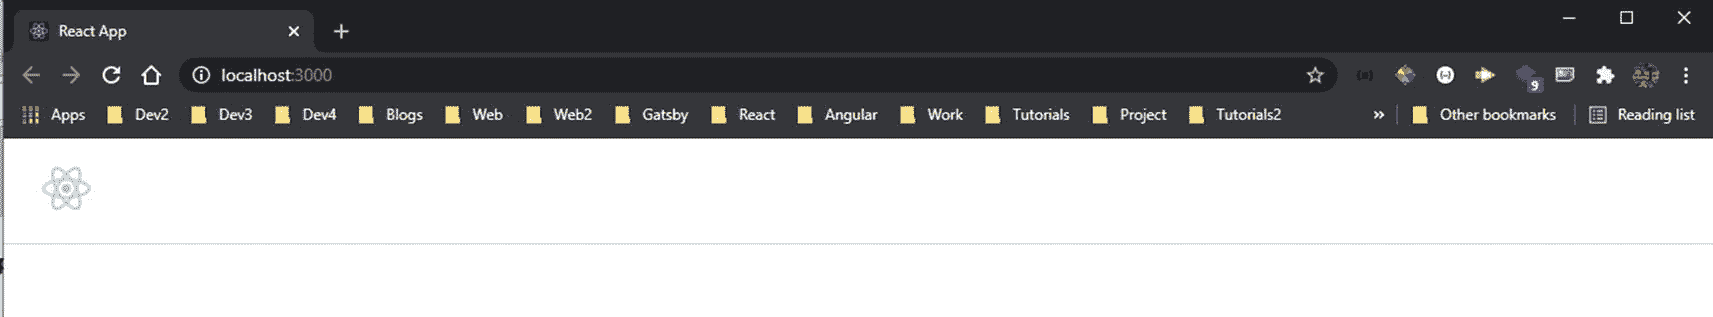 React App
localhost:3000
Apps Dev2 Dev3 Dev4 Blogs Web Web2 Gatsby React Angular Work Tutorials Project Tutorials2 » Other bookmarks Reading list
9